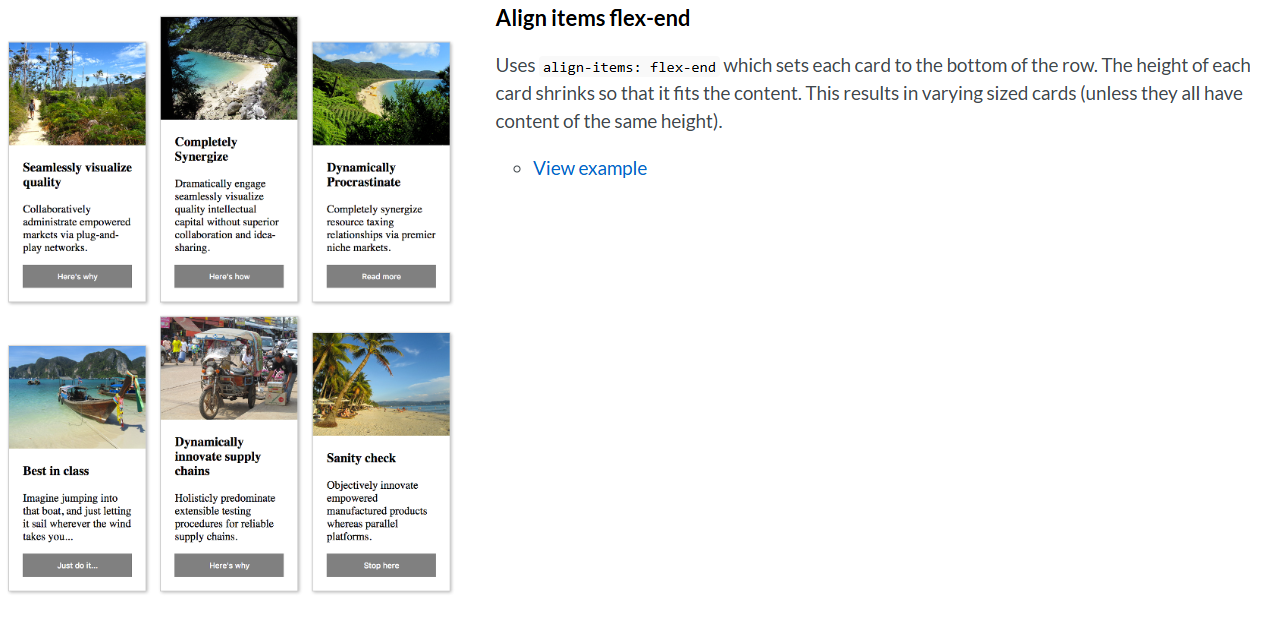 Align items flex-end
Uses align-items: flex-end which sets each card to the bottom of the row. The height of each
card shrinks so that it fits the content. This results in varying sized cards (unless they all have
content of the same height).
View example
Seamlessly visualize
quality
Collaboratively
administrate empowered
markets via plug-and-
play networks.
Here's why
Completely
Synergize
Dramatically engage
seamlessly visualize
quality intellectual
capital without superior
collaboration and idea-
sharing.
Here's how
Dynamically
Procrastinate
Completely synergize
resource taxing
relationships via premier
niche markets.
Read more
Best in class
Imagine jumping into
that boat, and just letting
it sail wherever the wind
takes you...
Just do it...
Dynamically
innovate supply
chains
Holisticly predominate
extensible testing
procedures for reliable
supply chains.
Here's why
Sanity check
Objectively innovate
empowered
manufactured products
whereas parallel
platforms.
Stop here